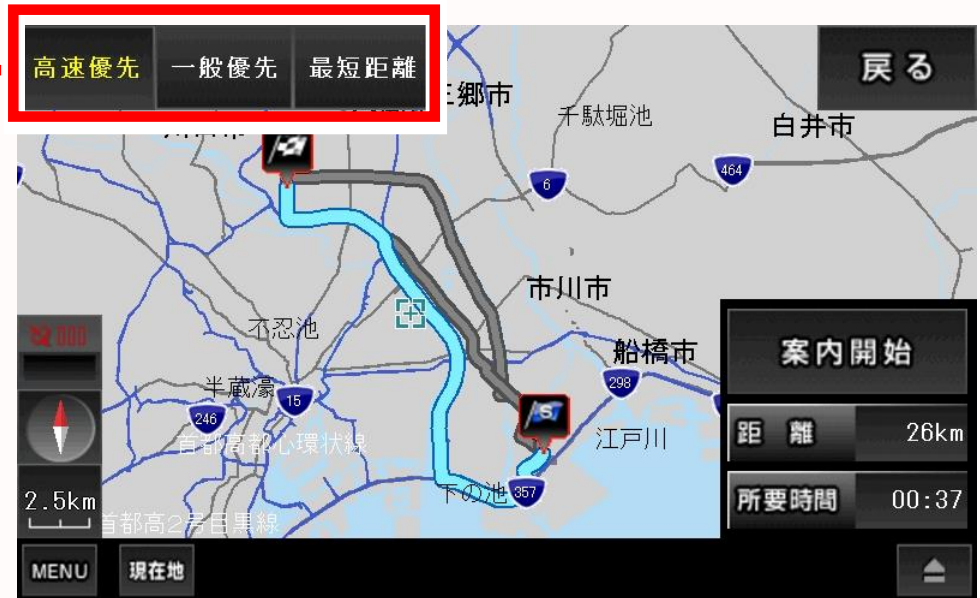 高速優先
一般優先
最短距離
戻る
三郷市
千駄堀池
白井市
464
6
市川市
不忍池
船橋市
案内開始
298
半蔵濠
15
246
S
江戸川
距離
26km
首都高都心環状線
下の池
357
所要時間
00:37
2.5km
首都高2号目黒線
MENU
現在地